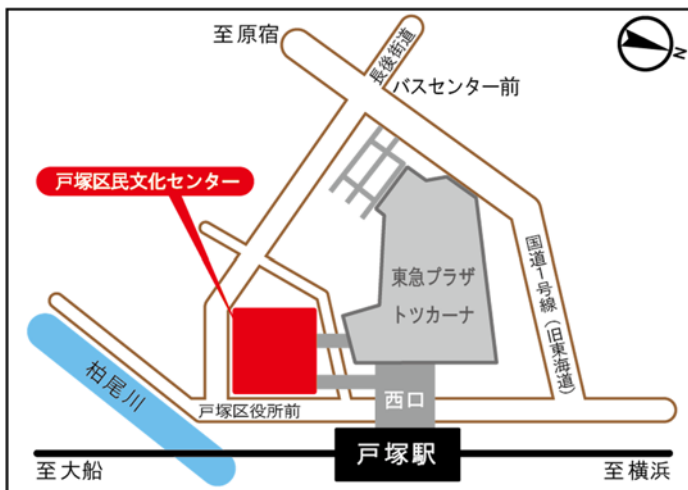 至原宿
長後街道
バスセンター前
N
戸塚区民文化センター
東急プラザ
トツカーナ
国道1号線(旧東海道)
柏尾川
戸塚区役所前
西口
戸塚駅
至大船
至横浜